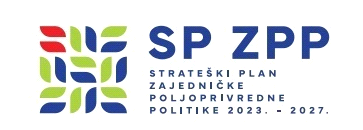 SP ZPP
STRATEŠKI PLAN
ZAJEDNIČKE
POLJOPRIVREDNE
POLITIKE 2023. - 2027.